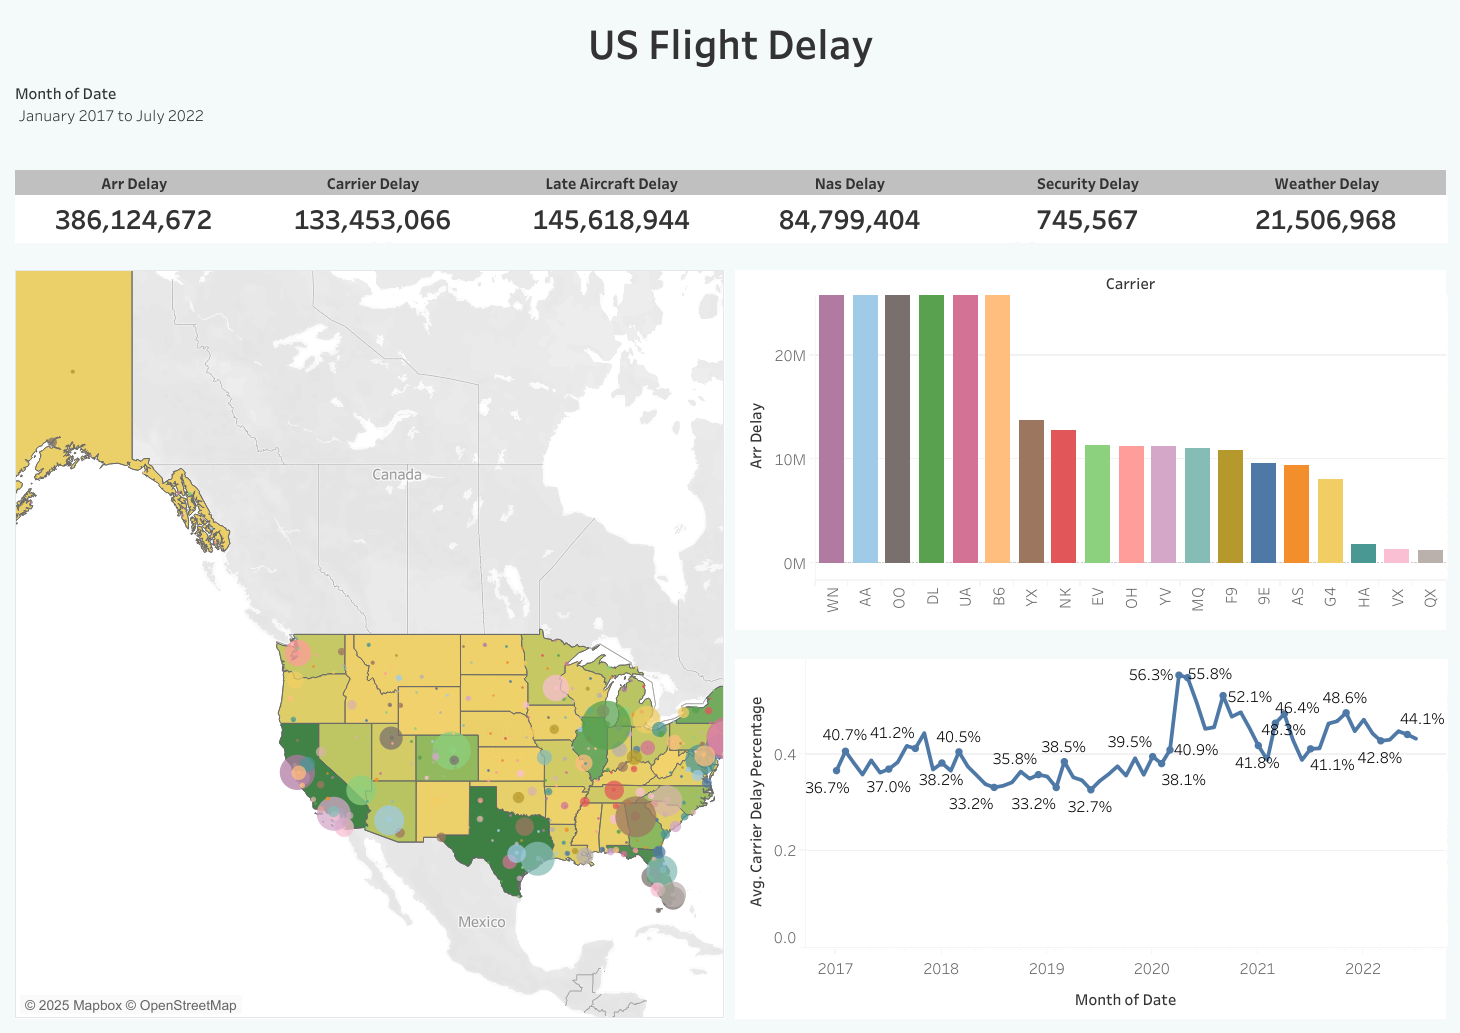 US Flight Delay
Month of Date
January 2017 to July 2022
Arr Delay Carrier Delay Late Aircraft Delay Nas Delay Security Delay Weather Delay
386,124,672 133,453,066 145,618,944 84,799,404 745,567 21,506,968
Canada
Mexico
© 2025 Mapbox © OpenStreetMap
Carrier
Arr Delay
20M
10M
0M
WN AA OO DL UA B6 YX NK EV OH YV MQ F9 9E AS G4 HA VX QX
Avg. Carrier Delay Percentage
0.4
0.2
0.0
36.7%
40.7%
37.0%
41.2%
38.2%
40.5%
33.2%
35.8%
33.2%
38.5%
32.7%
39.5%
38.1%
40.9%
56.3%
55.8%
52.1%
41.8%
48.3%
46.4%
41.1%
48.6%
42.8%
44.1%
2017 2018 2019 2020 2021 2022
Month of Date